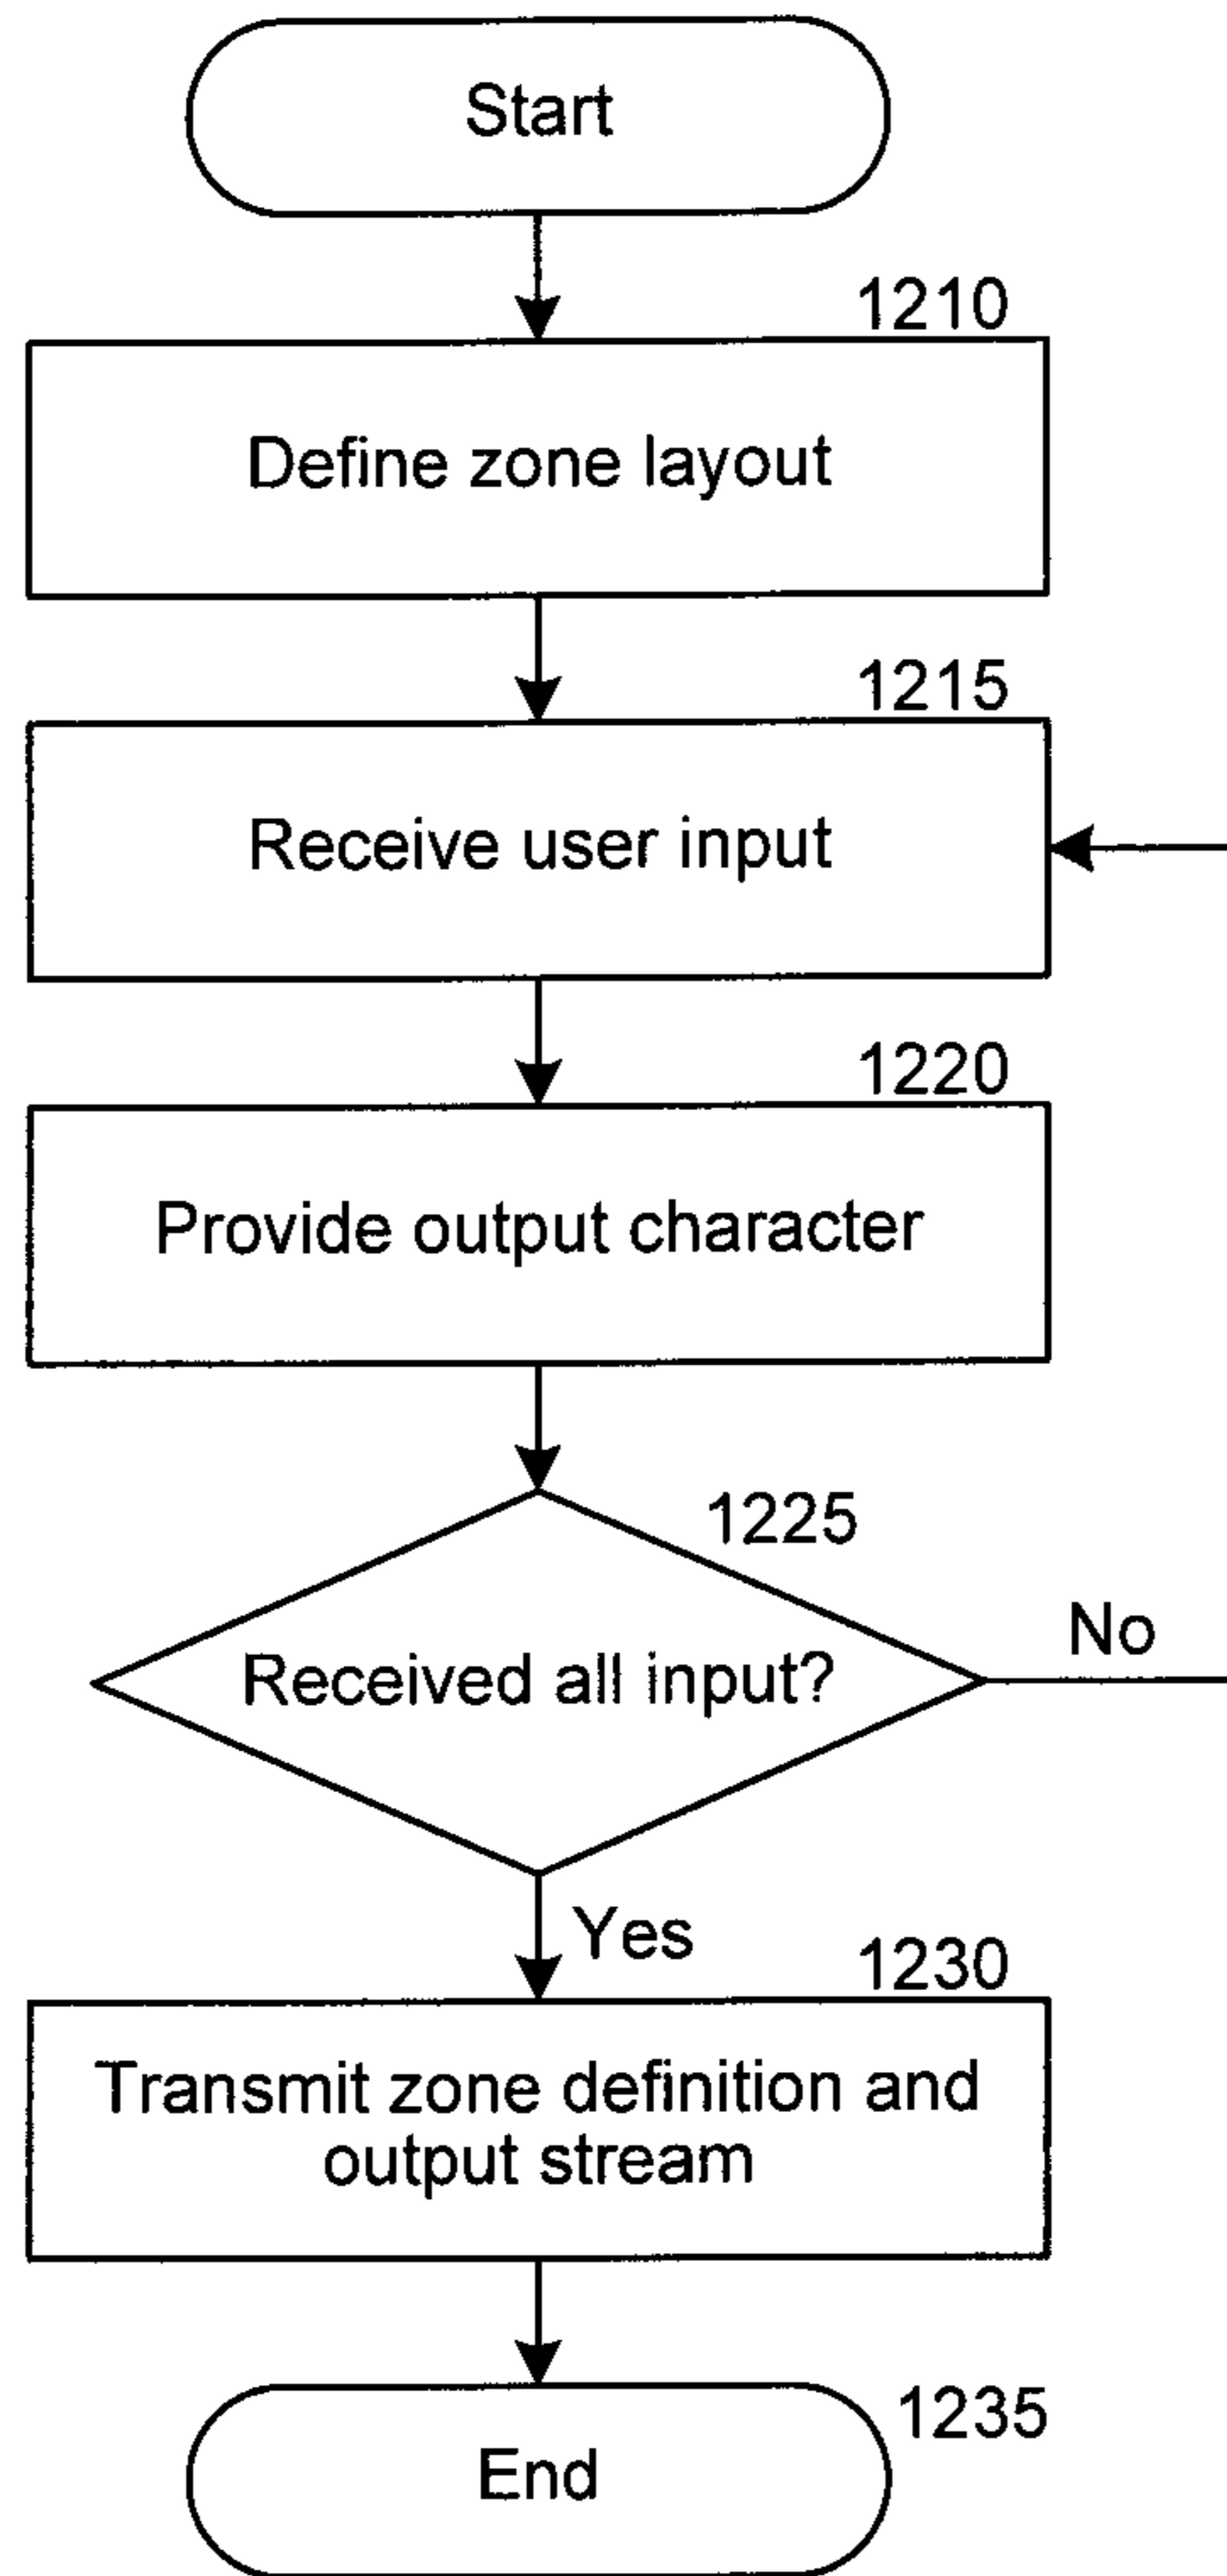 Start
1210
Define zone layout
1215
Receive user input
1220
Provide output character
1225
Received all input?
No
Yes
1230
Transmit zone definition and
output stream
1235
End